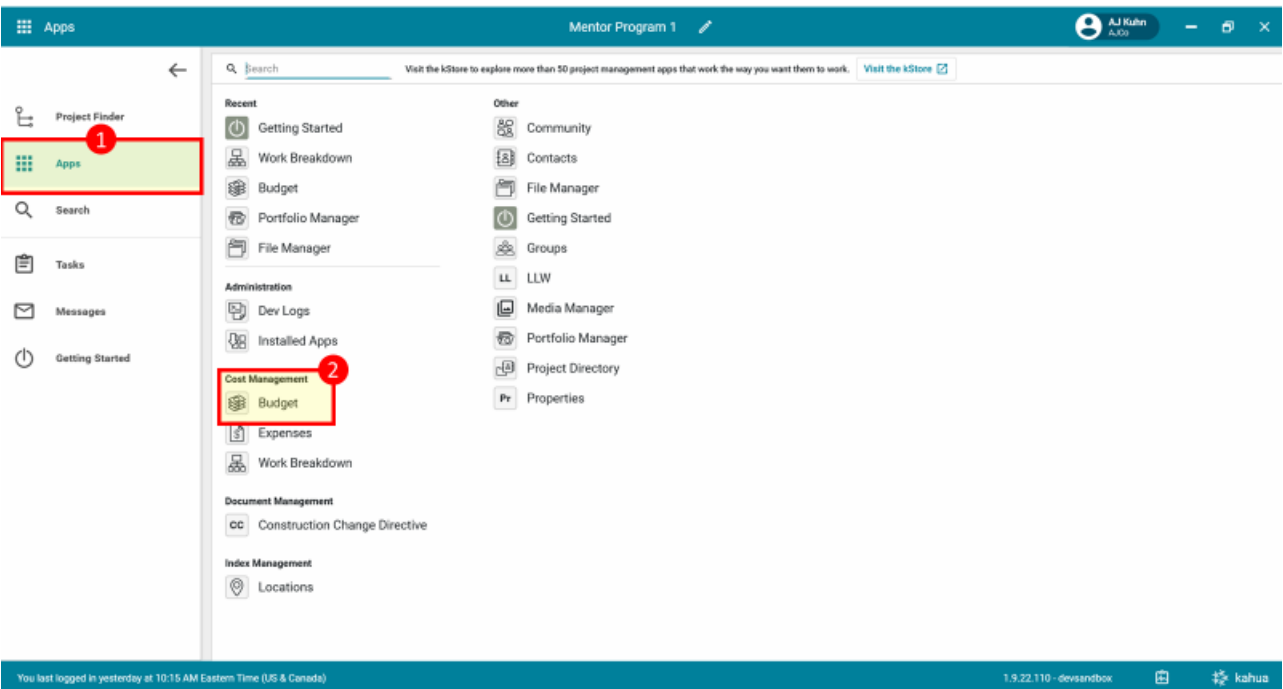 Apps
Mentor Program 1
AJ Kuhn
AJCo
Project Finder
1
Apps
Search
Tasks
Messages
Getting Started
Search
Visit the kStore to explore more than 50 project management apps that work the way you want them to work.
Visit the kStore
Recent
Getting Started
Work Breakdown
Budget
Portfolio Manager
File Manager
Administration
Dev Logs
Installed Apps
2
Cost Management
Budget
Expenses
Work Breakdown
Document Management
CC Construction Change Directive
Index Management
Locations
Other
Community
Contacts
File Manager
Getting Started
Groups
LL LLW
Media Manager
Portfolio Manager
Project Directory
Pr Properties
You last logged in yesterday at 10:15 AM Eastern Time (US & Canada)
1.9.22.110 - devsandbox
kahua